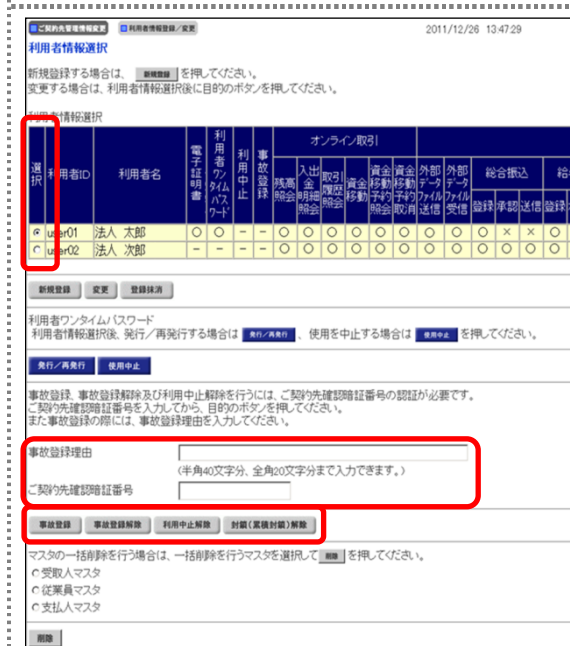 ご契約先管理情報変更 利用者情報登録／変更 2011/12/26 13:47:29
利用者情報選択
新規登録する場合は、 新規登録 を押してください。
変更する場合は、利用者情報選択後に目的のボタンを押してください。
利用者情報選択
選択 利用者ID 利用者名 電子証明書 利用者ワンタイムパスワード 利用中止 事故登録 オンライン取引
残高照会 入出金明細照会 取引履歴照会 資金移動 資金移動予約照会 資金移動予約取消 外部データファイル送信 外部データファイル受信 総合振込 給
登録 承認 送信 登録
user01 法人 太郎 ○ ○ － － ○ ○ ○ ○ ○ ○ ○ ○ ○ × × ○
user02 法人 次郎 － － － － ○ ○ ○ ○ ○ ○ ○ ○ ○ ○ ○ ○
新規登録 変更 登録抹消
利用者ワンタイムパスワード
利用者情報選択後、発行／再発行する場合は 発行／再発行 、使用を中止する場合は 使用中止 を押してください。
発行／再発行 使用中止
事故登録、事故登録解除及び利用中止解除を行うには、ご契約先確認暗証番号の認証が必要です。
ご契約先確認暗証番号を入力してから、目的のボタンを押してください。
また事故登録の際には、事故登録理由を入力してください。
事故登録理由
(半角40文字分、全角20文字分まで入力できます。)
ご契約先確認暗証番号
事故登録 事故登録解除 利用中止解除 封鎖(累積封鎖)解除
マスタの一括削除を行う場合は、一括削除を行うマスタを選択して 削除 を押してください。
受取人マスタ
従業員マスタ
支払人マスタ
削除